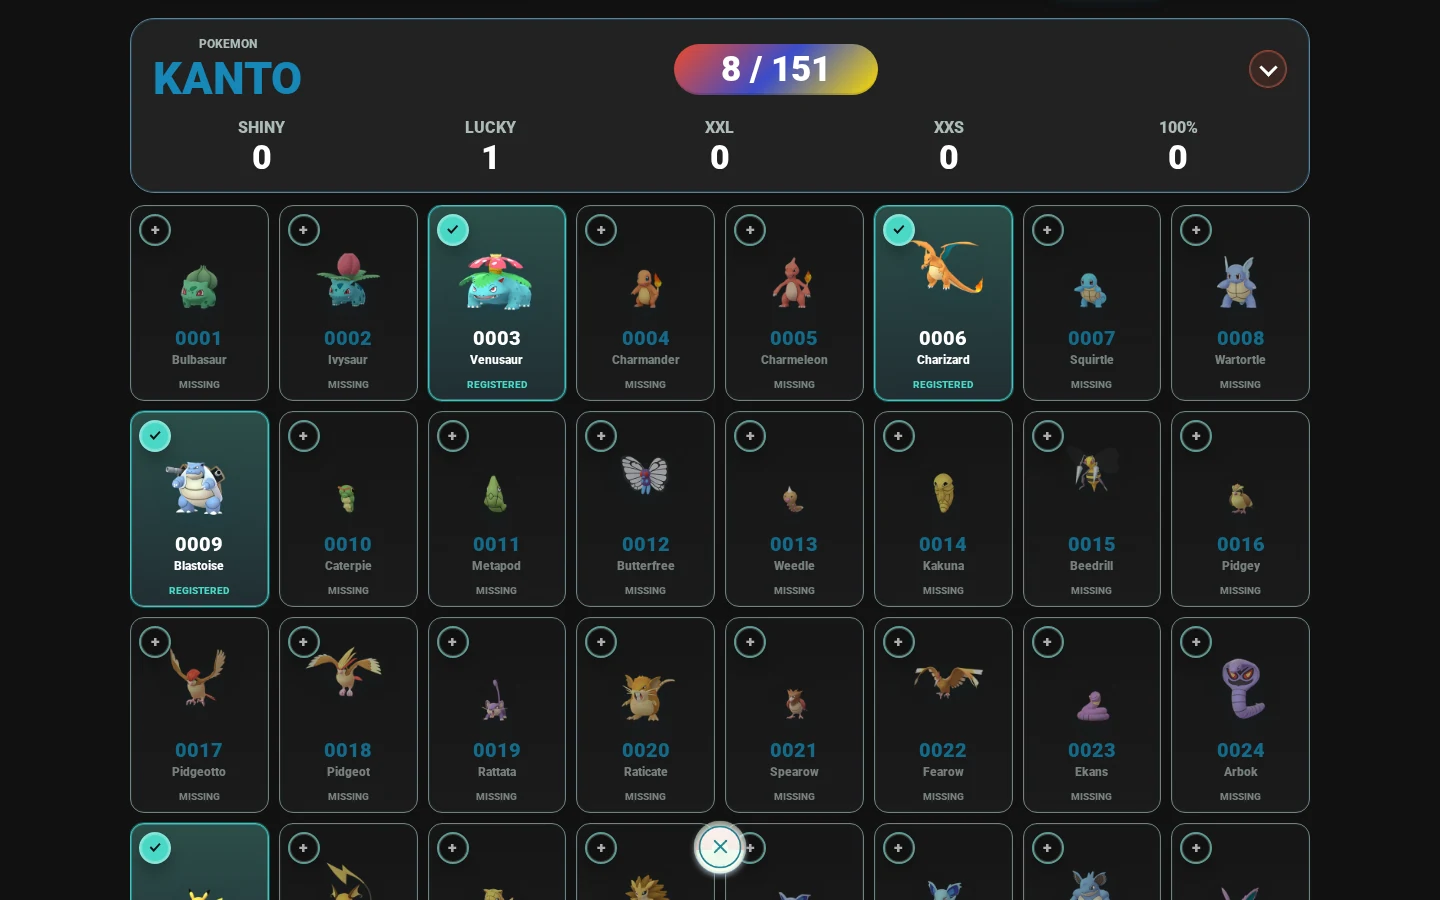 POKEMON
KANTO
8 / 151
SHINY LUCKY XXL XXS 100%
0 1 0 0 0
0001 0002 0003 0004 0005 0006 0007 0008
Bulbasaur Ivysaur Venusaur Charmander Charmeleon Charizard Squirtle Wartortle
MISSING MISSING REGISTERED MISSING MISSING REGISTERED MISSING MISSING
0009 0010 0011 0012 0013 0014 0015 0016
Blastoise Caterpie Metapod Butterfree Weedle Kakuna Beedrill Pidgey
REGISTERED MISSING MISSING MISSING MISSING MISSING MISSING MISSING
0017 0018 0019 0020 0021 0022 0023 0024
Pidgeotto Pidgeot Rattata Raticate Spearow Fearow Ekans Arbok
MISSING MISSING MISSING MISSING MISSING MISSING MISSING MISSING